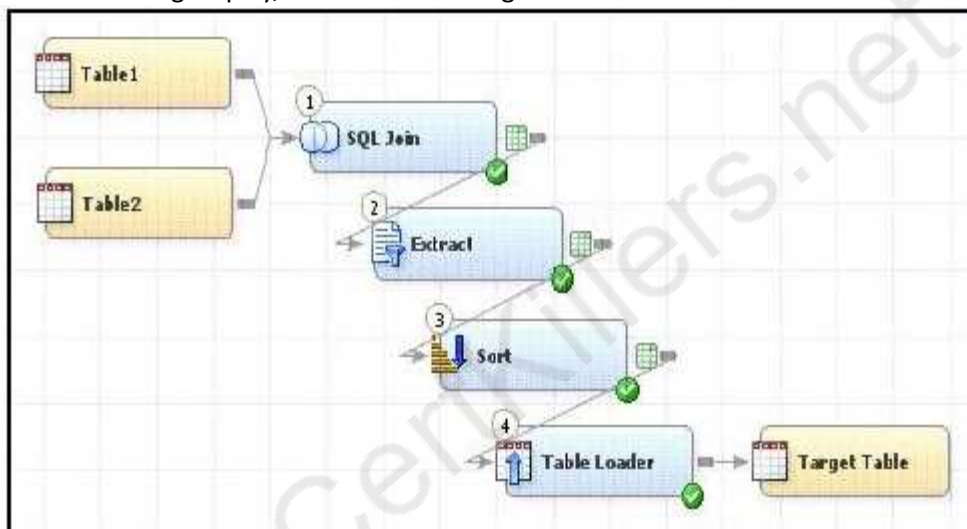 Table1
1
SQL Join
Table2
2
Extract
3
Sort
4
Table Loader
Target Table
CertKillers.net